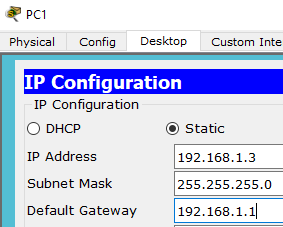 PC1
Physical Config Desktop Custom Inte
IP Configuration
IP Configuration
DHCP Static
IP Address 192.168.1.3
Subnet Mask 255.255.255.0
Default Gateway 192.168.1.1